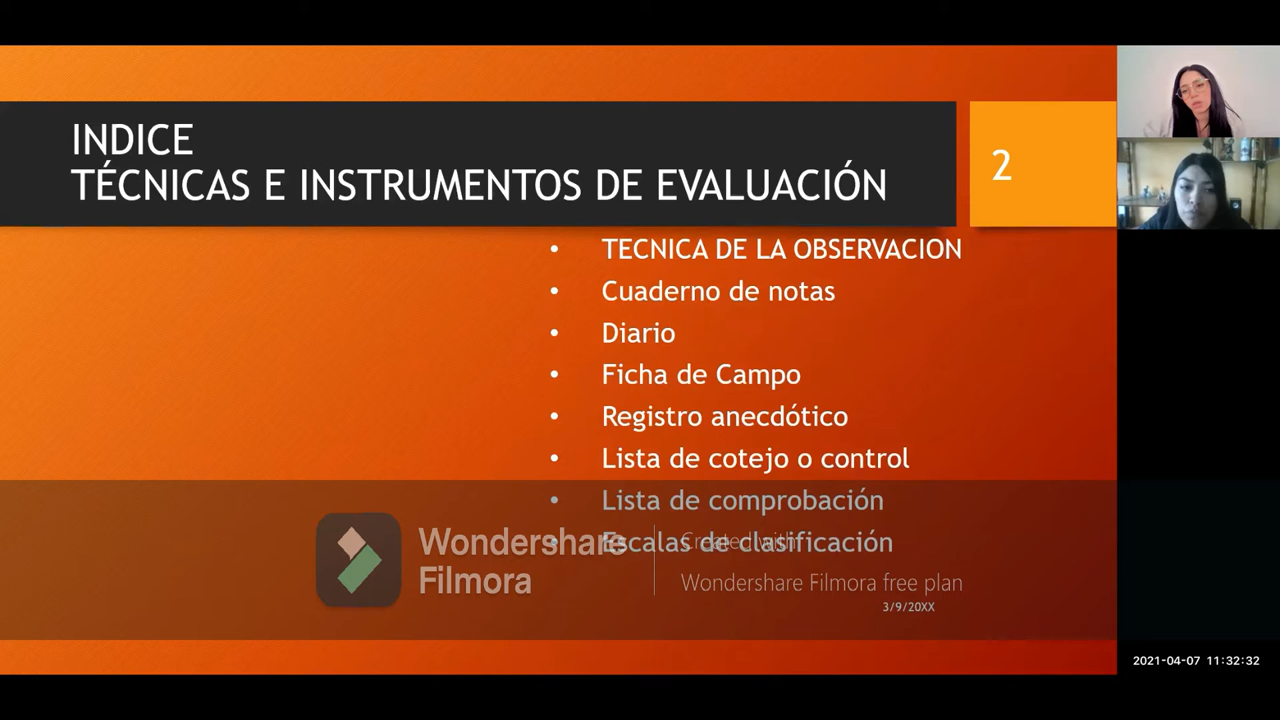 INDICE
TÉCNICAS E INSTRUMENTOS DE EVALUACIÓN
2
• TECNICA DE LA OBSERVACION
• Cuaderno de notas
• Diario
• Ficha de Campo
• Registro anecdótico
• Lista de cotejo o control
• Lista de comprobación
• Escalas de clasificación
Wondershare
Filmora
Created with
Wondershare Filmora free plan
3/9/20XX
2021-04-07 11:32:32